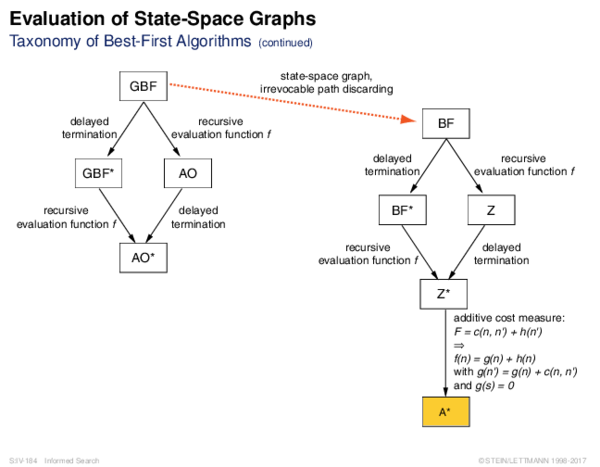 Evaluation of State-Space Graphs
Taxonomy of Best-First Algorithms (continued)
GBF
state-space graph,
irrevocable path discarding
BF
delayed
termination
recursive
evaluation function f
GBF*
AO
recursive
evaluation function f
delayed
termination
AO*
delayed
termination
recursive
evaluation function f
BF*
Z
recursive
evaluation function f
delayed
termination
Z*
additive cost measure:
F = c(n, n') + h(n')
⇒
f(n) = g(n) + h(n)
with g(n') = g(n) + c(n, n')
and g(s) = 0
A*
S:IV-184 Informed Search
©STEIN/LETTMANN 1998-2017